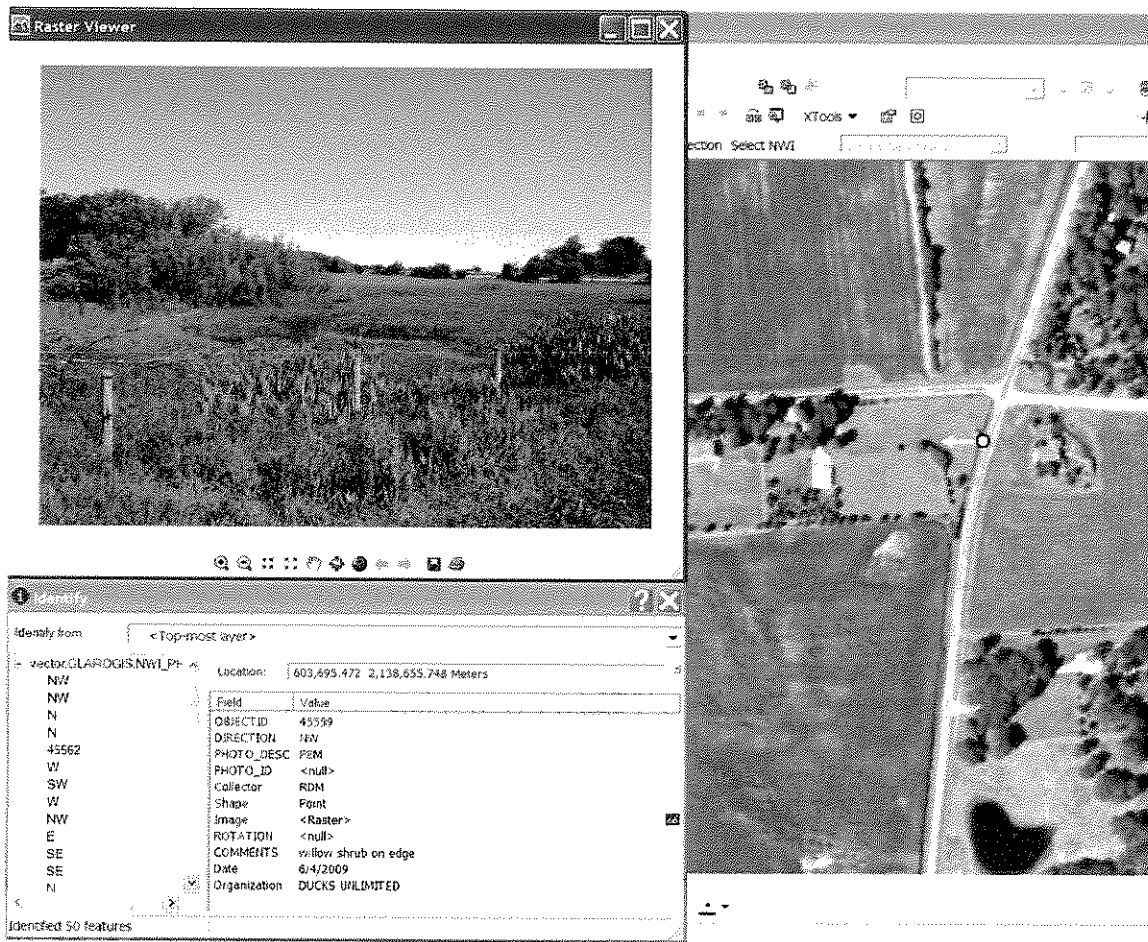 Raster Viewer
XTools
ection Select NWI
Identify
Identify from <Top-most layer>
vector.GLAROGIS.NWI_PH
NW
NW
N
N
45562
W
SW
W
NW
E
SE
SE
N
Location: 603,695.472 2,138,655.748 Meters
Field Value
OBJECTID 45559
DIRECTION NW
PHOTO_DESC PEM
PHOTO_ID <null>
Collector RDM
Shape Point
Image <Raster>
ROTATION <null>
COMMENTS willow shrub on edge
Date 6/4/2009
Organization DUCKS UNLIMITED
Identified 50 features